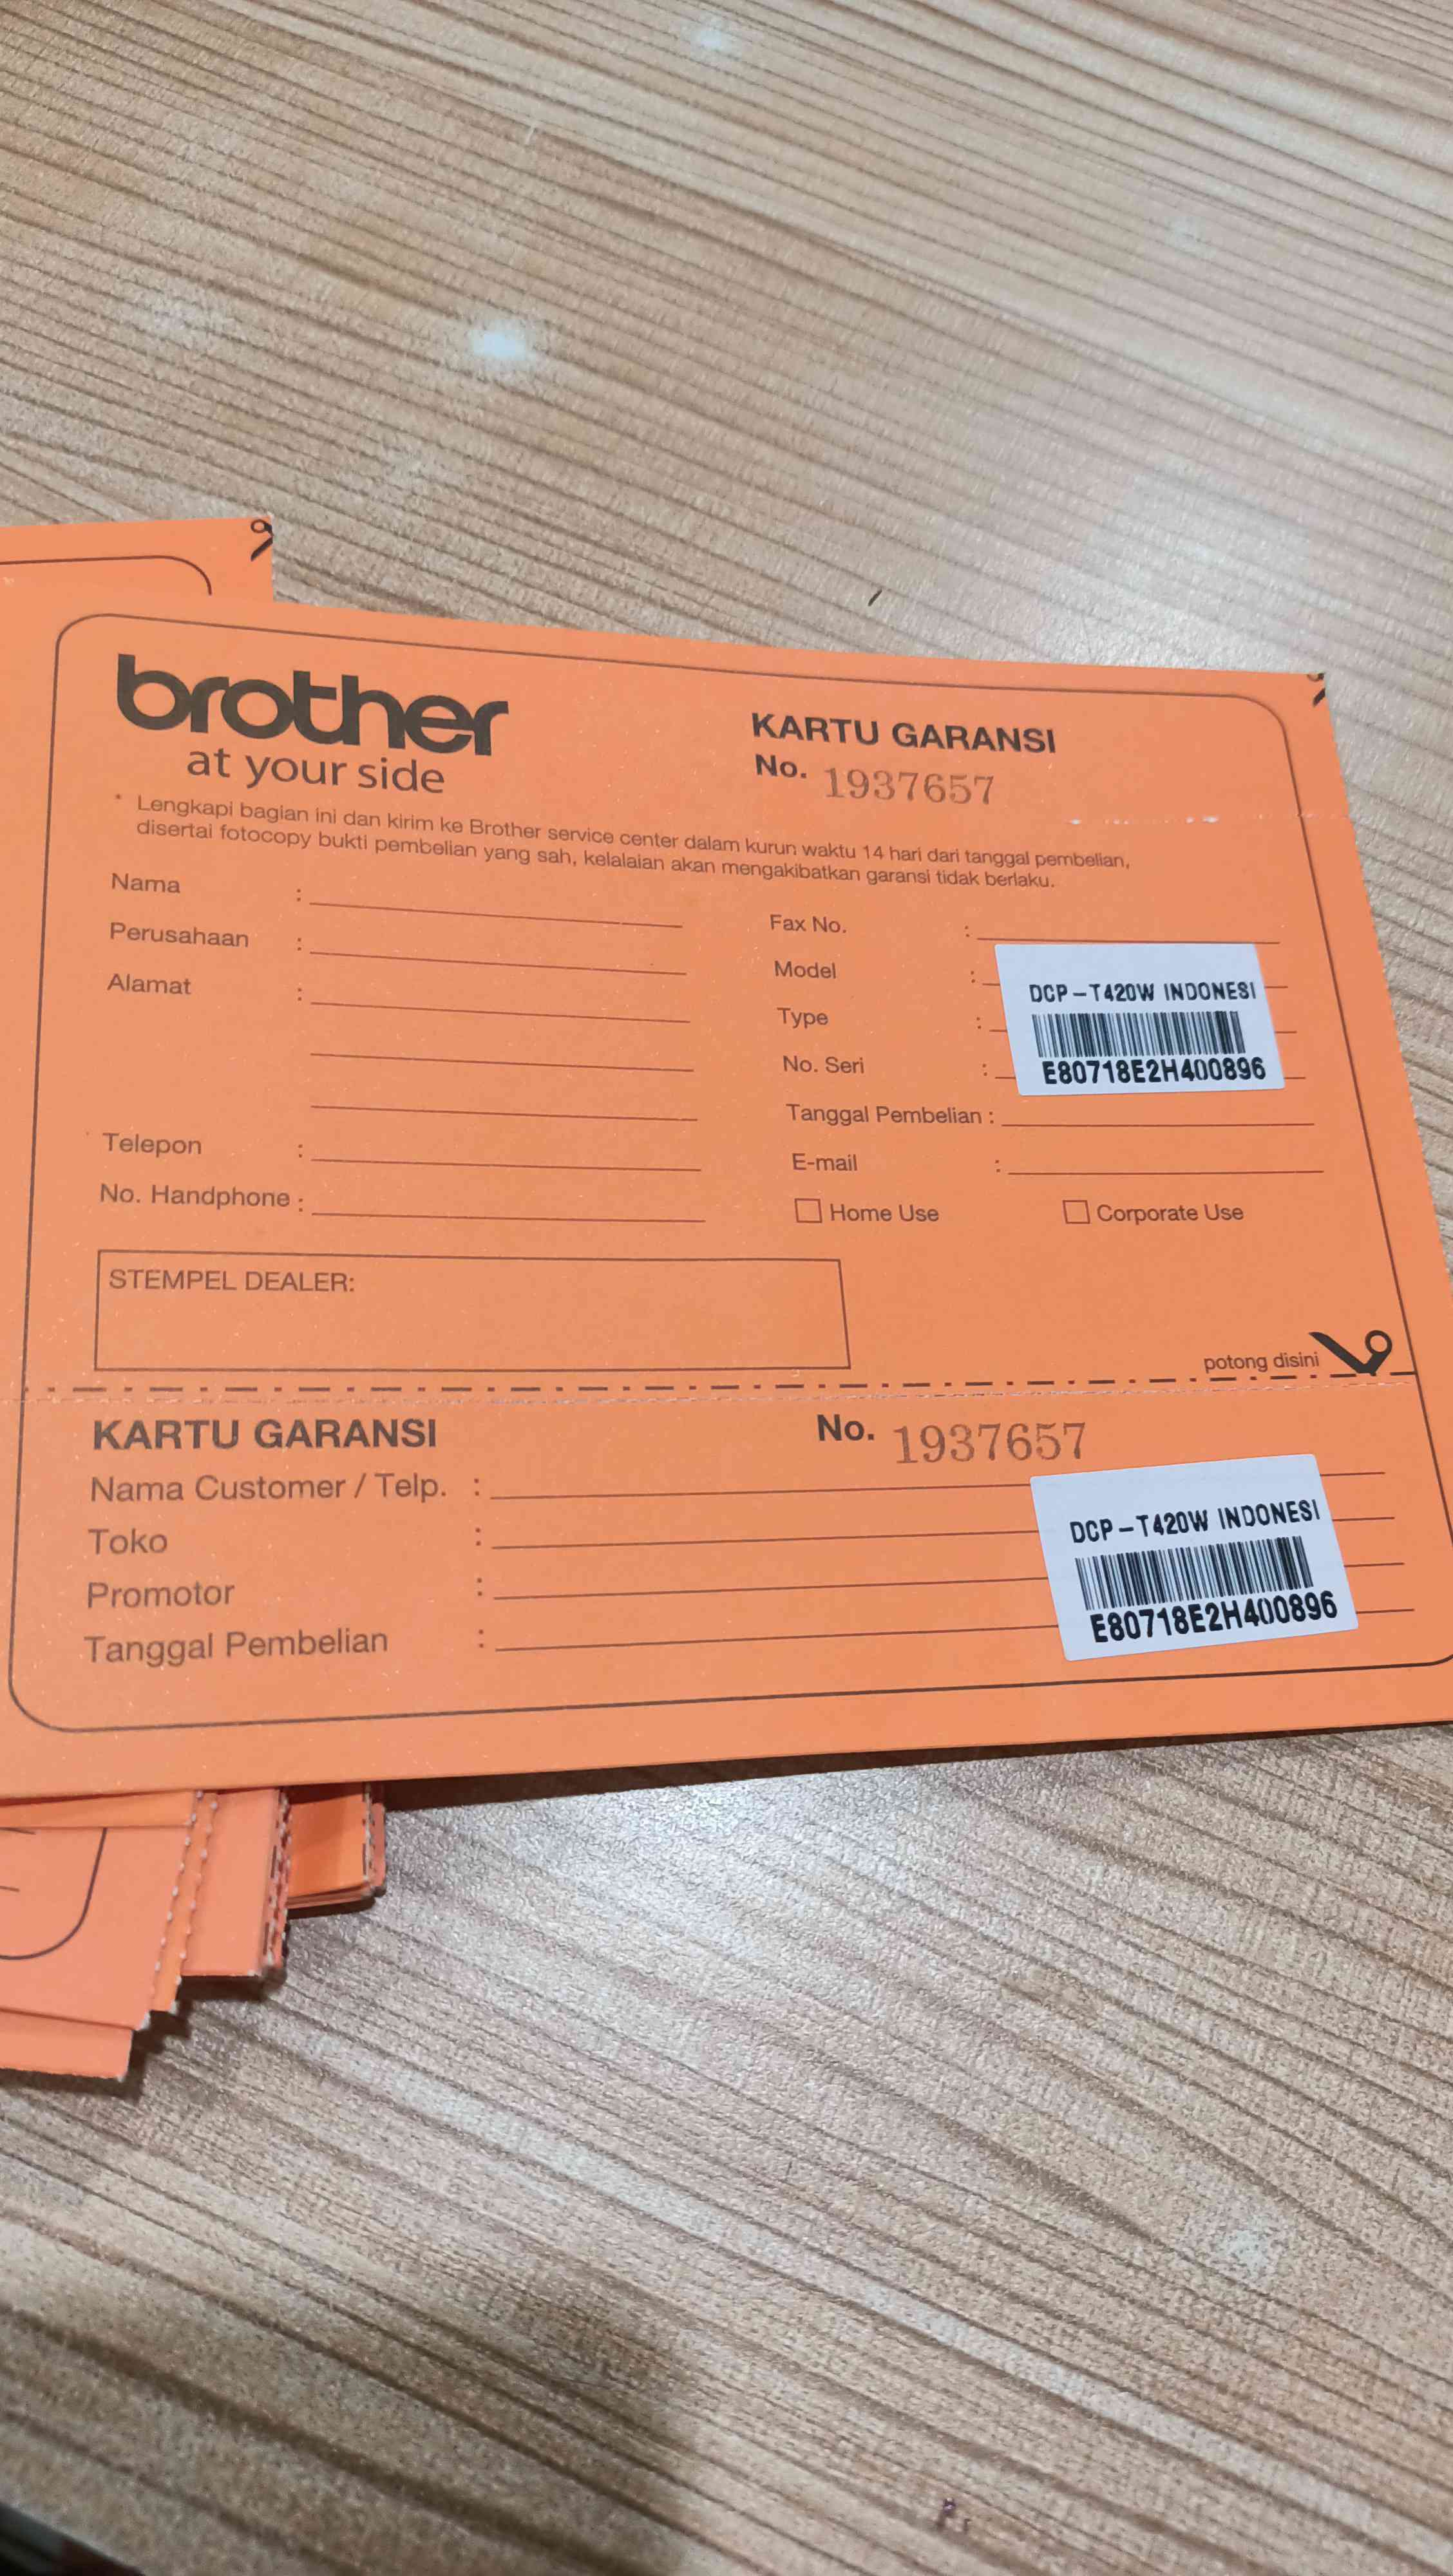 brother
at your side
KARTU GARANSI
No. 1937657
* Lengkapi bagian ini dan kirim ke Brother service center dalam kurun waktu 14 hari dari tanggal pembelian,
disertai fotocopy bukti pembelian yang sah, kelalaian akan mengakibatkan garansi tidak berlaku.
Nama :
Perusahaan :
Alamat :
Telepon :
No. Handphone :
Fax No. :
Model :
DCP-T420W INDONESI
Type :
No. Seri :
E80718E2H400896
Tanggal Pembelian :
E-mail :
Home Use
Corporate Use
STEMPEL DEALER:
potong disini
KARTU GARANSI
No. 1937657
Nama Customer / Telp. :
Toko :
Promotor :
Tanggal Pembelian :
DCP-T420W INDONESI
E80718E2H400896